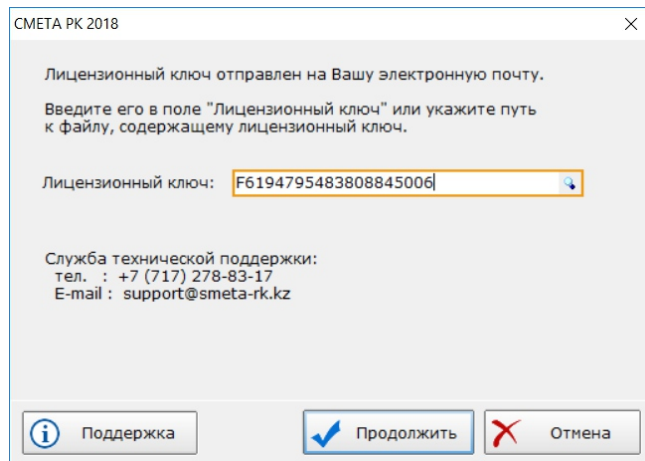 СМЕТА РК 2018
Лицензионный ключ отправлен на Вашу электронную почту.
Введите его в поле "Лицензионный ключ" или укажите путь
к файлу, содержащему лицензионный ключ.
Лицензионный ключ: F6194795483808845006
Служба технической поддержки:
тел. : +7 (717) 278-83-17
E-mail : support@smeta-rk.kz
Поддержка Продолжить Отмена